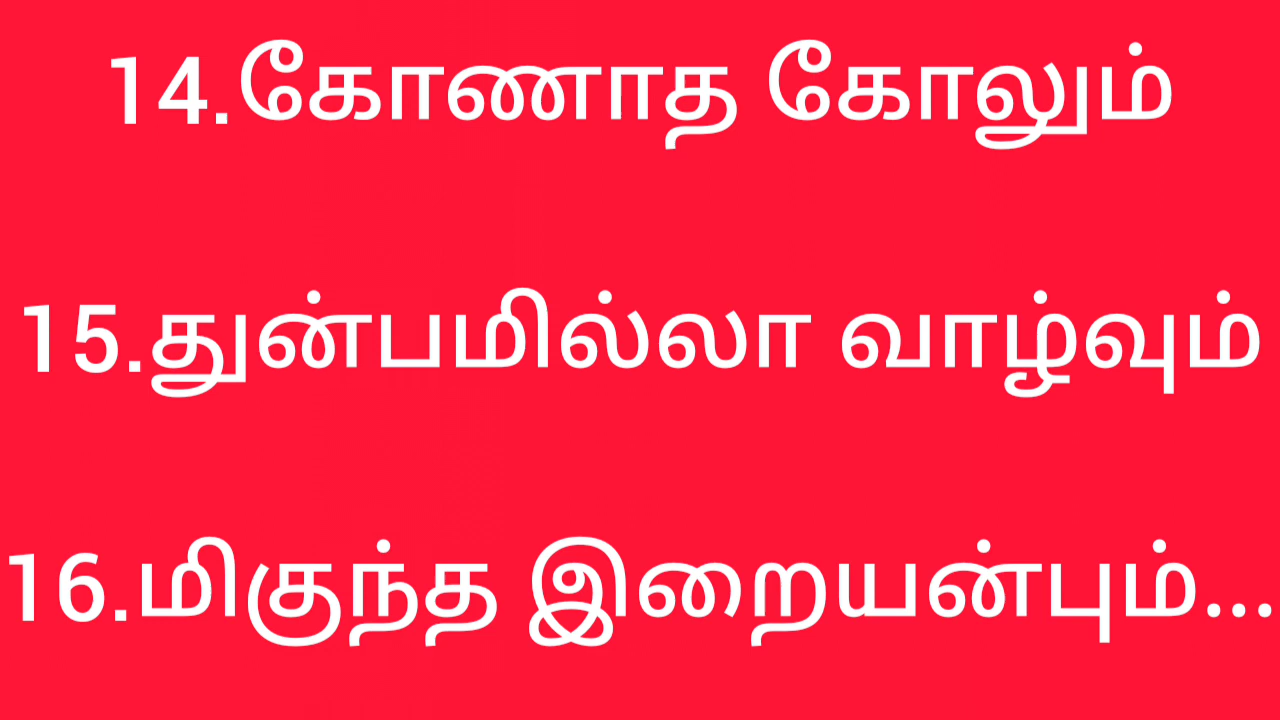 14.கோணாத கோலும்
15.துன்பமில்லா வாழ்வும்
16.மிகுந்த இறையன்பும்...